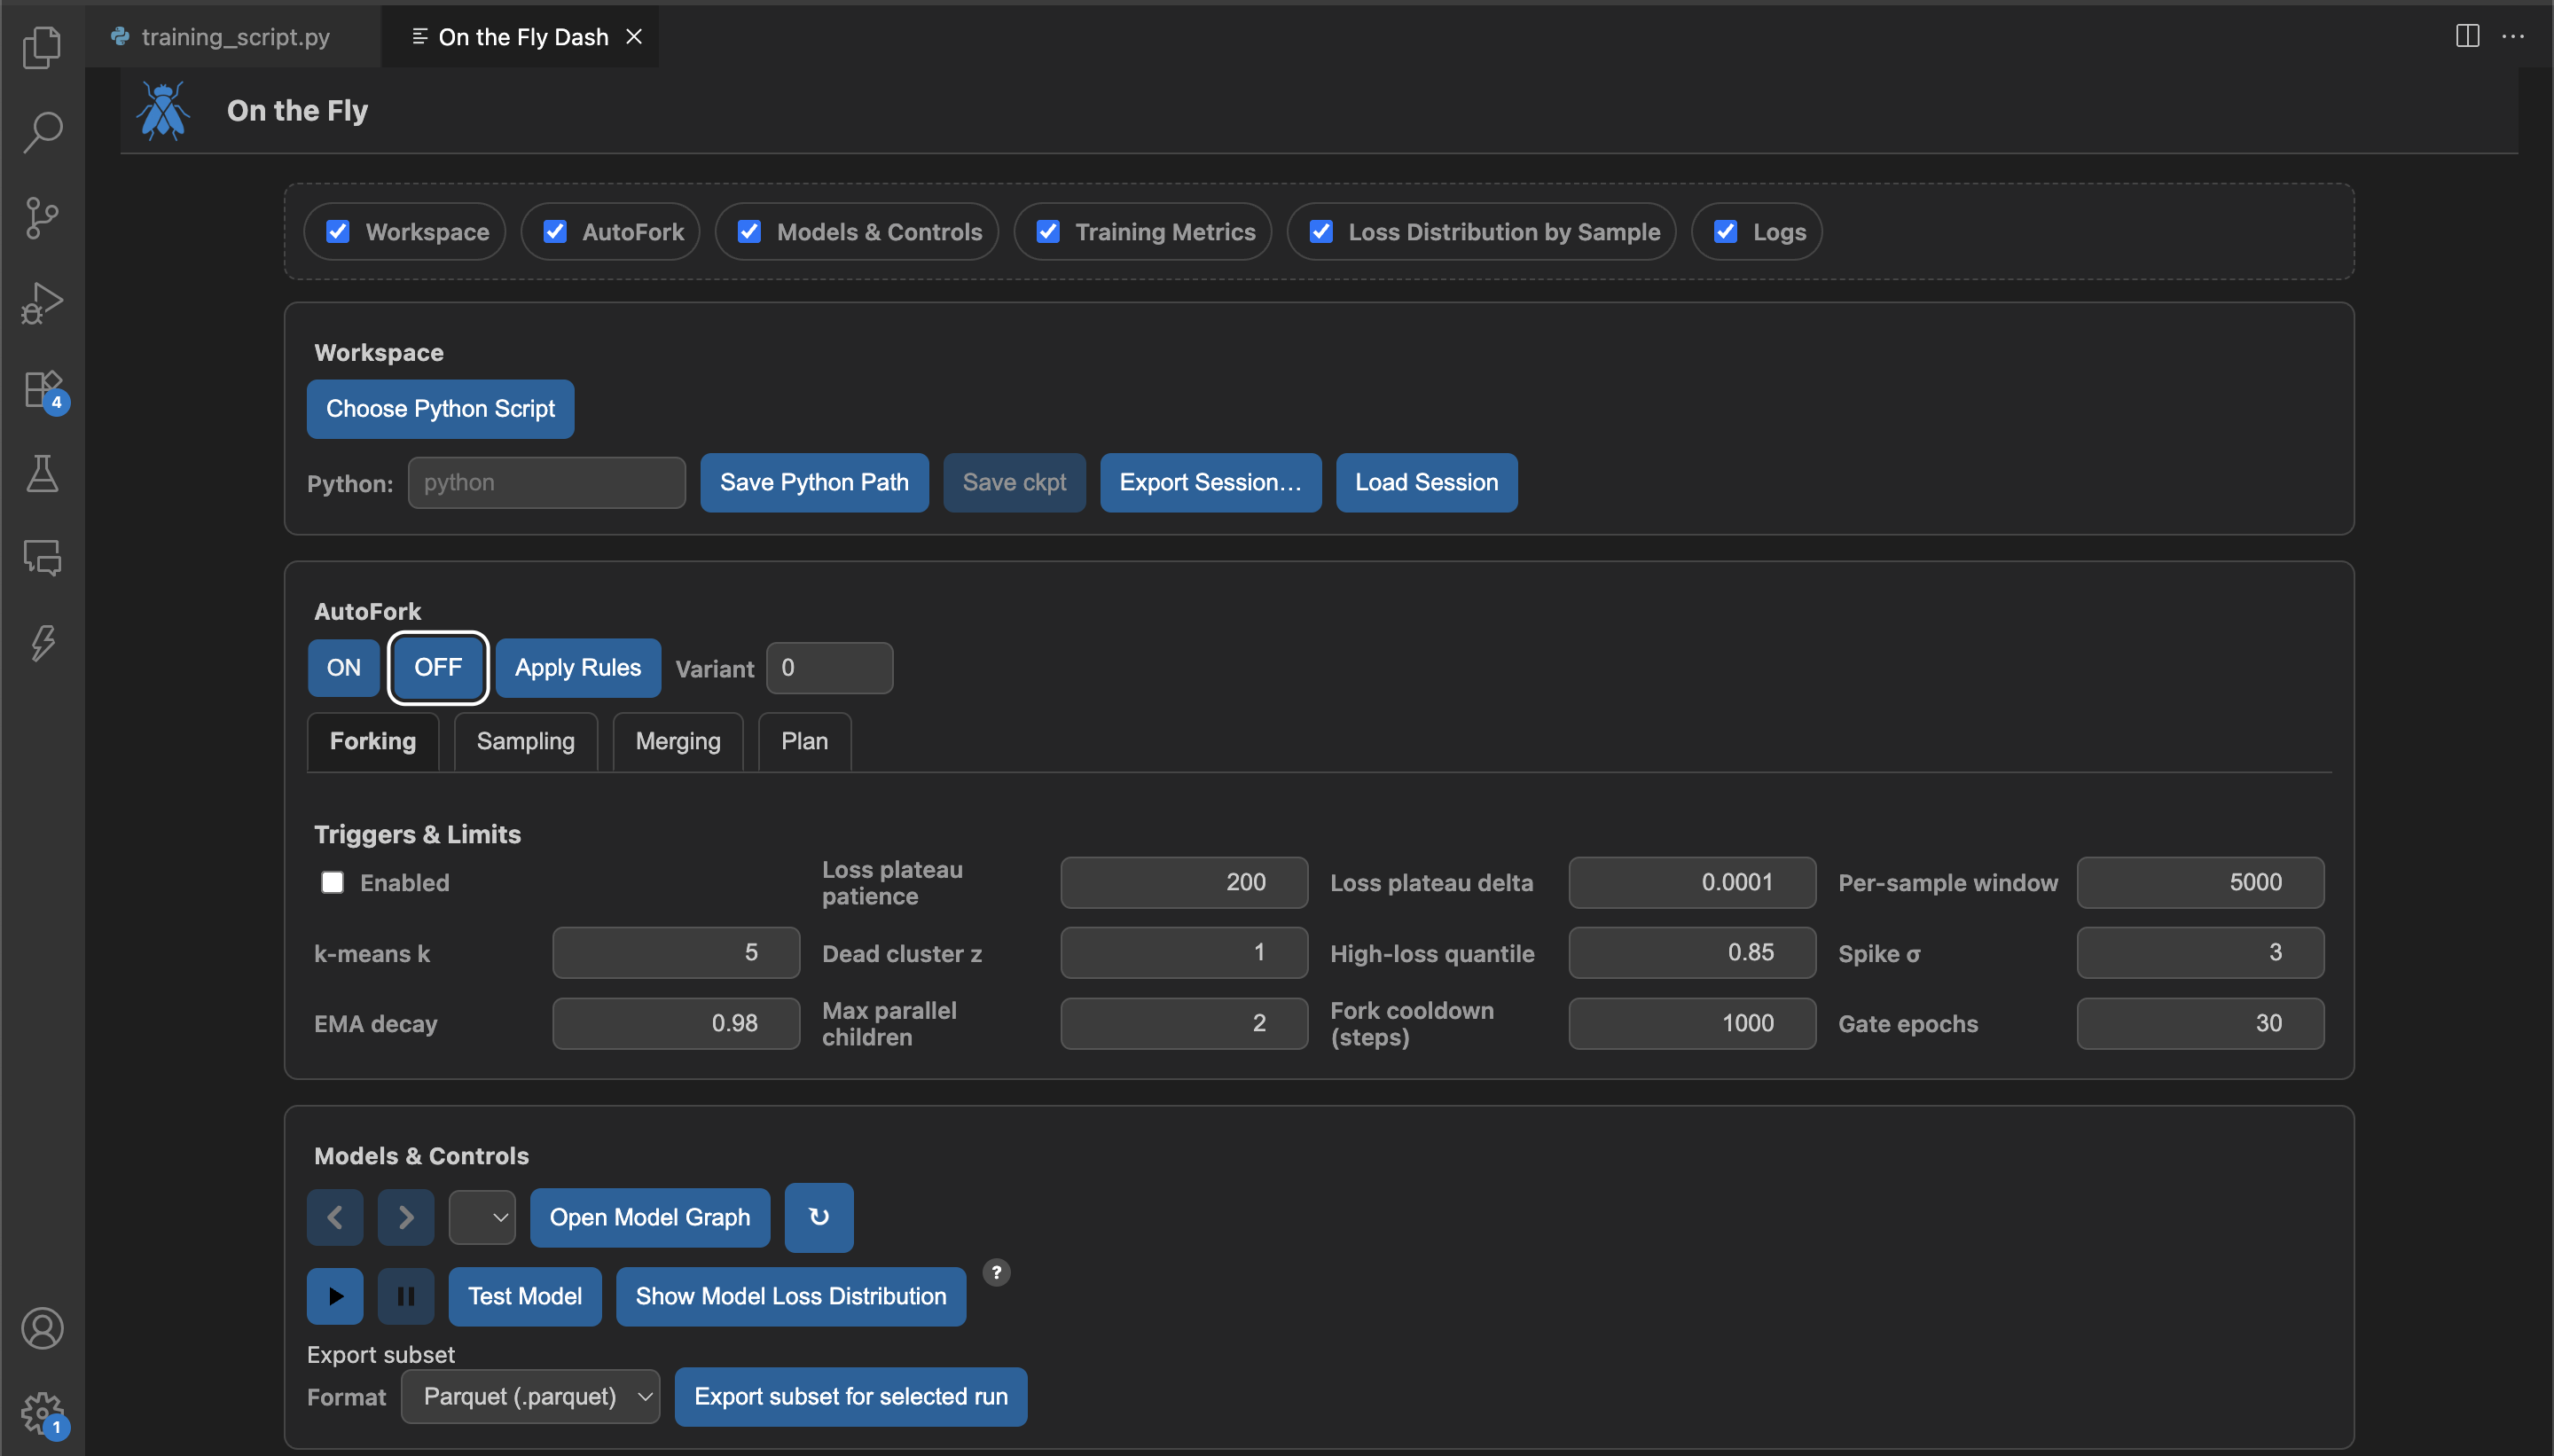 training_script.py
On the Fly Dash
On the Fly
Workspace
AutoFork
Models & Controls
Training Metrics
Loss Distribution by Sample
Logs
Workspace
Choose Python Script
Python:
python
Save Python Path
Save ckpt
Export Session...
Load Session
4
AutoFork
ON
OFF
Apply Rules
Variant
0
Forking
Sampling
Merging
Plan
Triggers & Limits
Enabled
Loss plateau
patience
200
Loss plateau delta
0.0001
Per-sample window
5000
k-means k
5
Dead cluster z
1
High-loss quantile
0.85
Spike σ
3
EMA decay
0.98
Max parallel
children
2
Fork cooldown
(steps)
1000
Gate epochs
30
Models & Controls
Open Model Graph
↻
Test Model
Show Model Loss Distribution
?
Export subset
Format
Parquet (.parquet)
Export subset for selected run
1